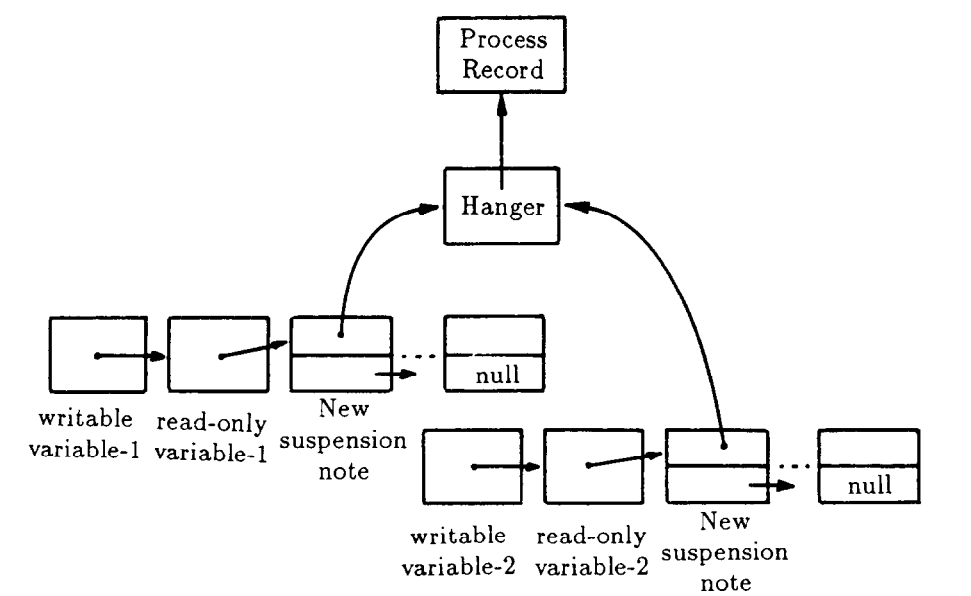 Process
Record
Hanger
null
writable
variable-1
read-only
variable-1
New
suspension
note
null
writable
variable-2
read-only
variable-2
New
suspension
note